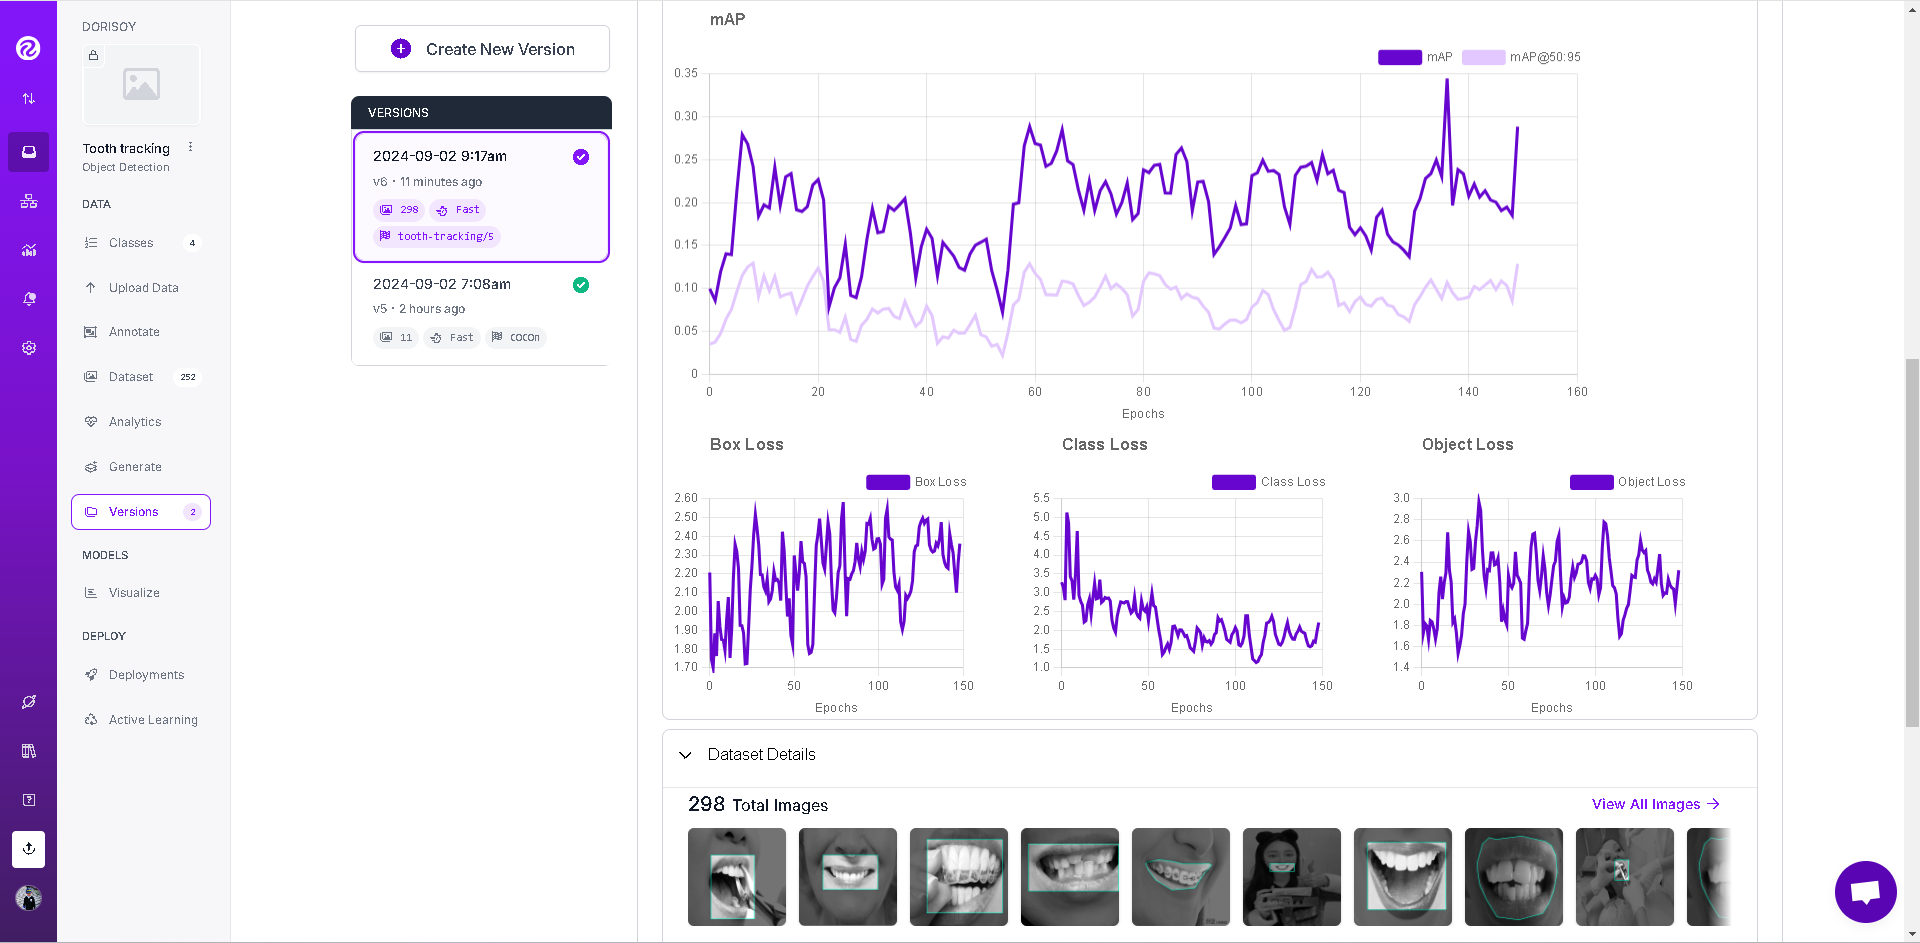 DORISOY
Tooth tracking
Object Detection
DATA
Classes 4
Upload Data
Annotate
Dataset 252
Analytics
Generate
Versions 2
MODELS
Visualize
DEPLOY
Deployments
Active Learning
Create New Version
VERSIONS
2024-09-02 9:17am
v6 · 11 minutes ago
298 Fast
tooth-tracking/5
2024-09-02 7:08am
v5 · 2 hours ago
11 Fast COCOn
mAP
mAP mAP@50:95
0.35
0.30
0.25
0.20
0.15
0.10
0.05
0
0 20 40 60 80 100 120 140 160
Epochs
Box Loss
Box Loss
2.60
2.50
2.40
2.30
2.20
2.10
2.00
1.90
1.80
1.70
0 50 100 150
Epochs
Class Loss
Class Loss
5.5
5.0
4.5
4.0
3.5
3.0
2.5
2.0
1.5
1.0
0 50 100 150
Epochs
Object Loss
Object Loss
3.0
2.8
2.6
2.4
2.2
2.0
1.8
1.6
1.4
0 50 100 150
Epochs
Dataset Details
298 Total Images
View All Images →